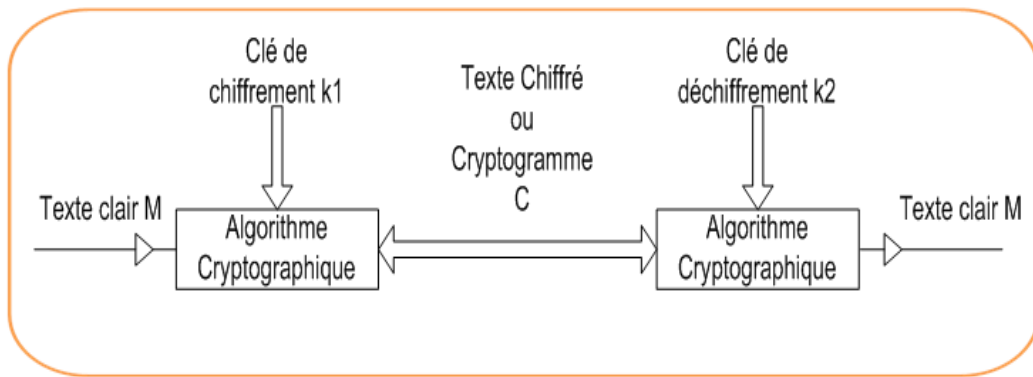 Clé de
chiffrement k1
Texte Chiffré
ou
Cryptogramme
C
Clé de
déchiffrement k2
Texte clair M
Algorithme
Cryptographique
Algorithme
Cryptographique
Texte clair M